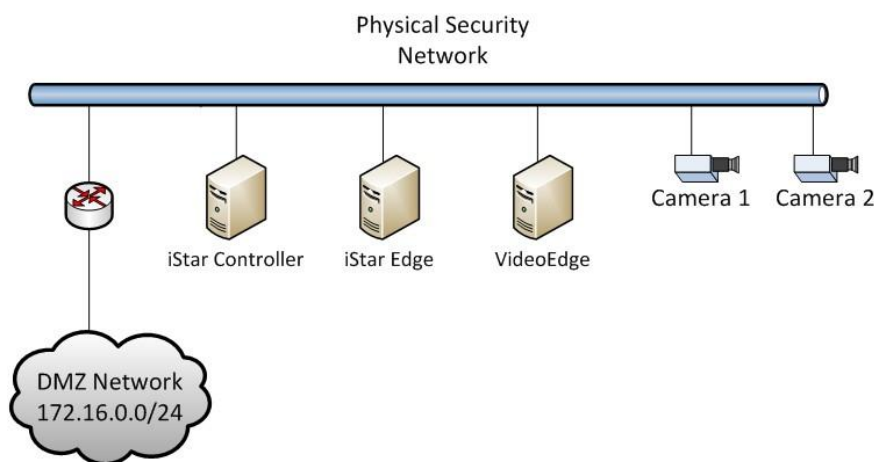 Physical Security
Network
iStar Controller
iStar Edge
VideoEdge
Camera 1
Camera 2
DMZ Network
172.16.0.0/24